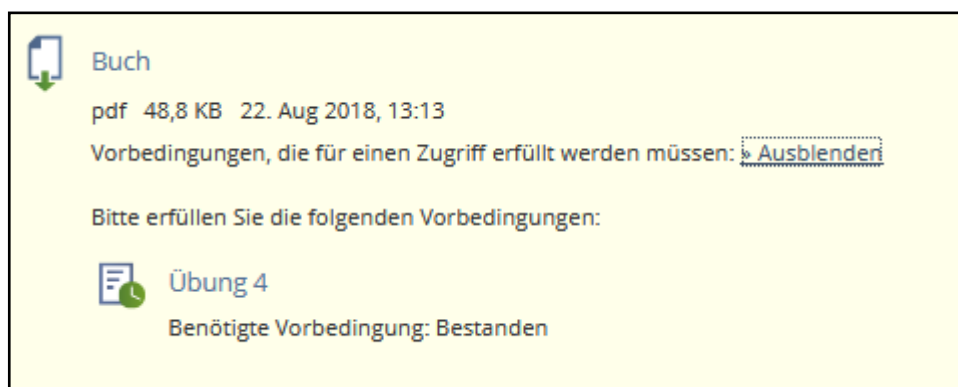 Buch
pdf 48,8 KB 22. Aug 2018, 13:13
Vorbedingungen, die für einen Zugriff erfüllt werden müssen: » Ausblenden
Bitte erfüllen Sie die folgenden Vorbedingungen:
Übung 4
Benötigte Vorbedingung: Bestanden